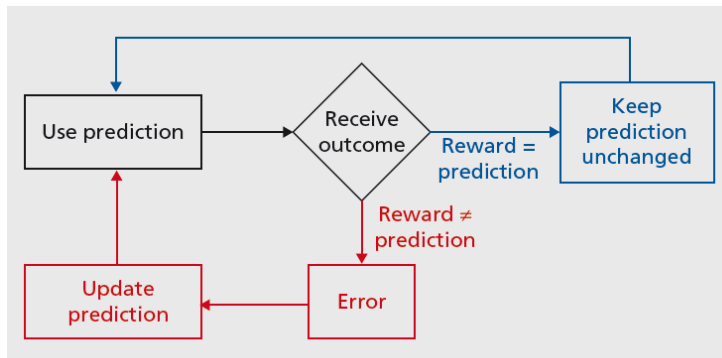 Use prediction
Receive
outcome
Reward =
prediction
Keep
prediction
unchanged
Reward ≠
prediction
Error
Update
prediction